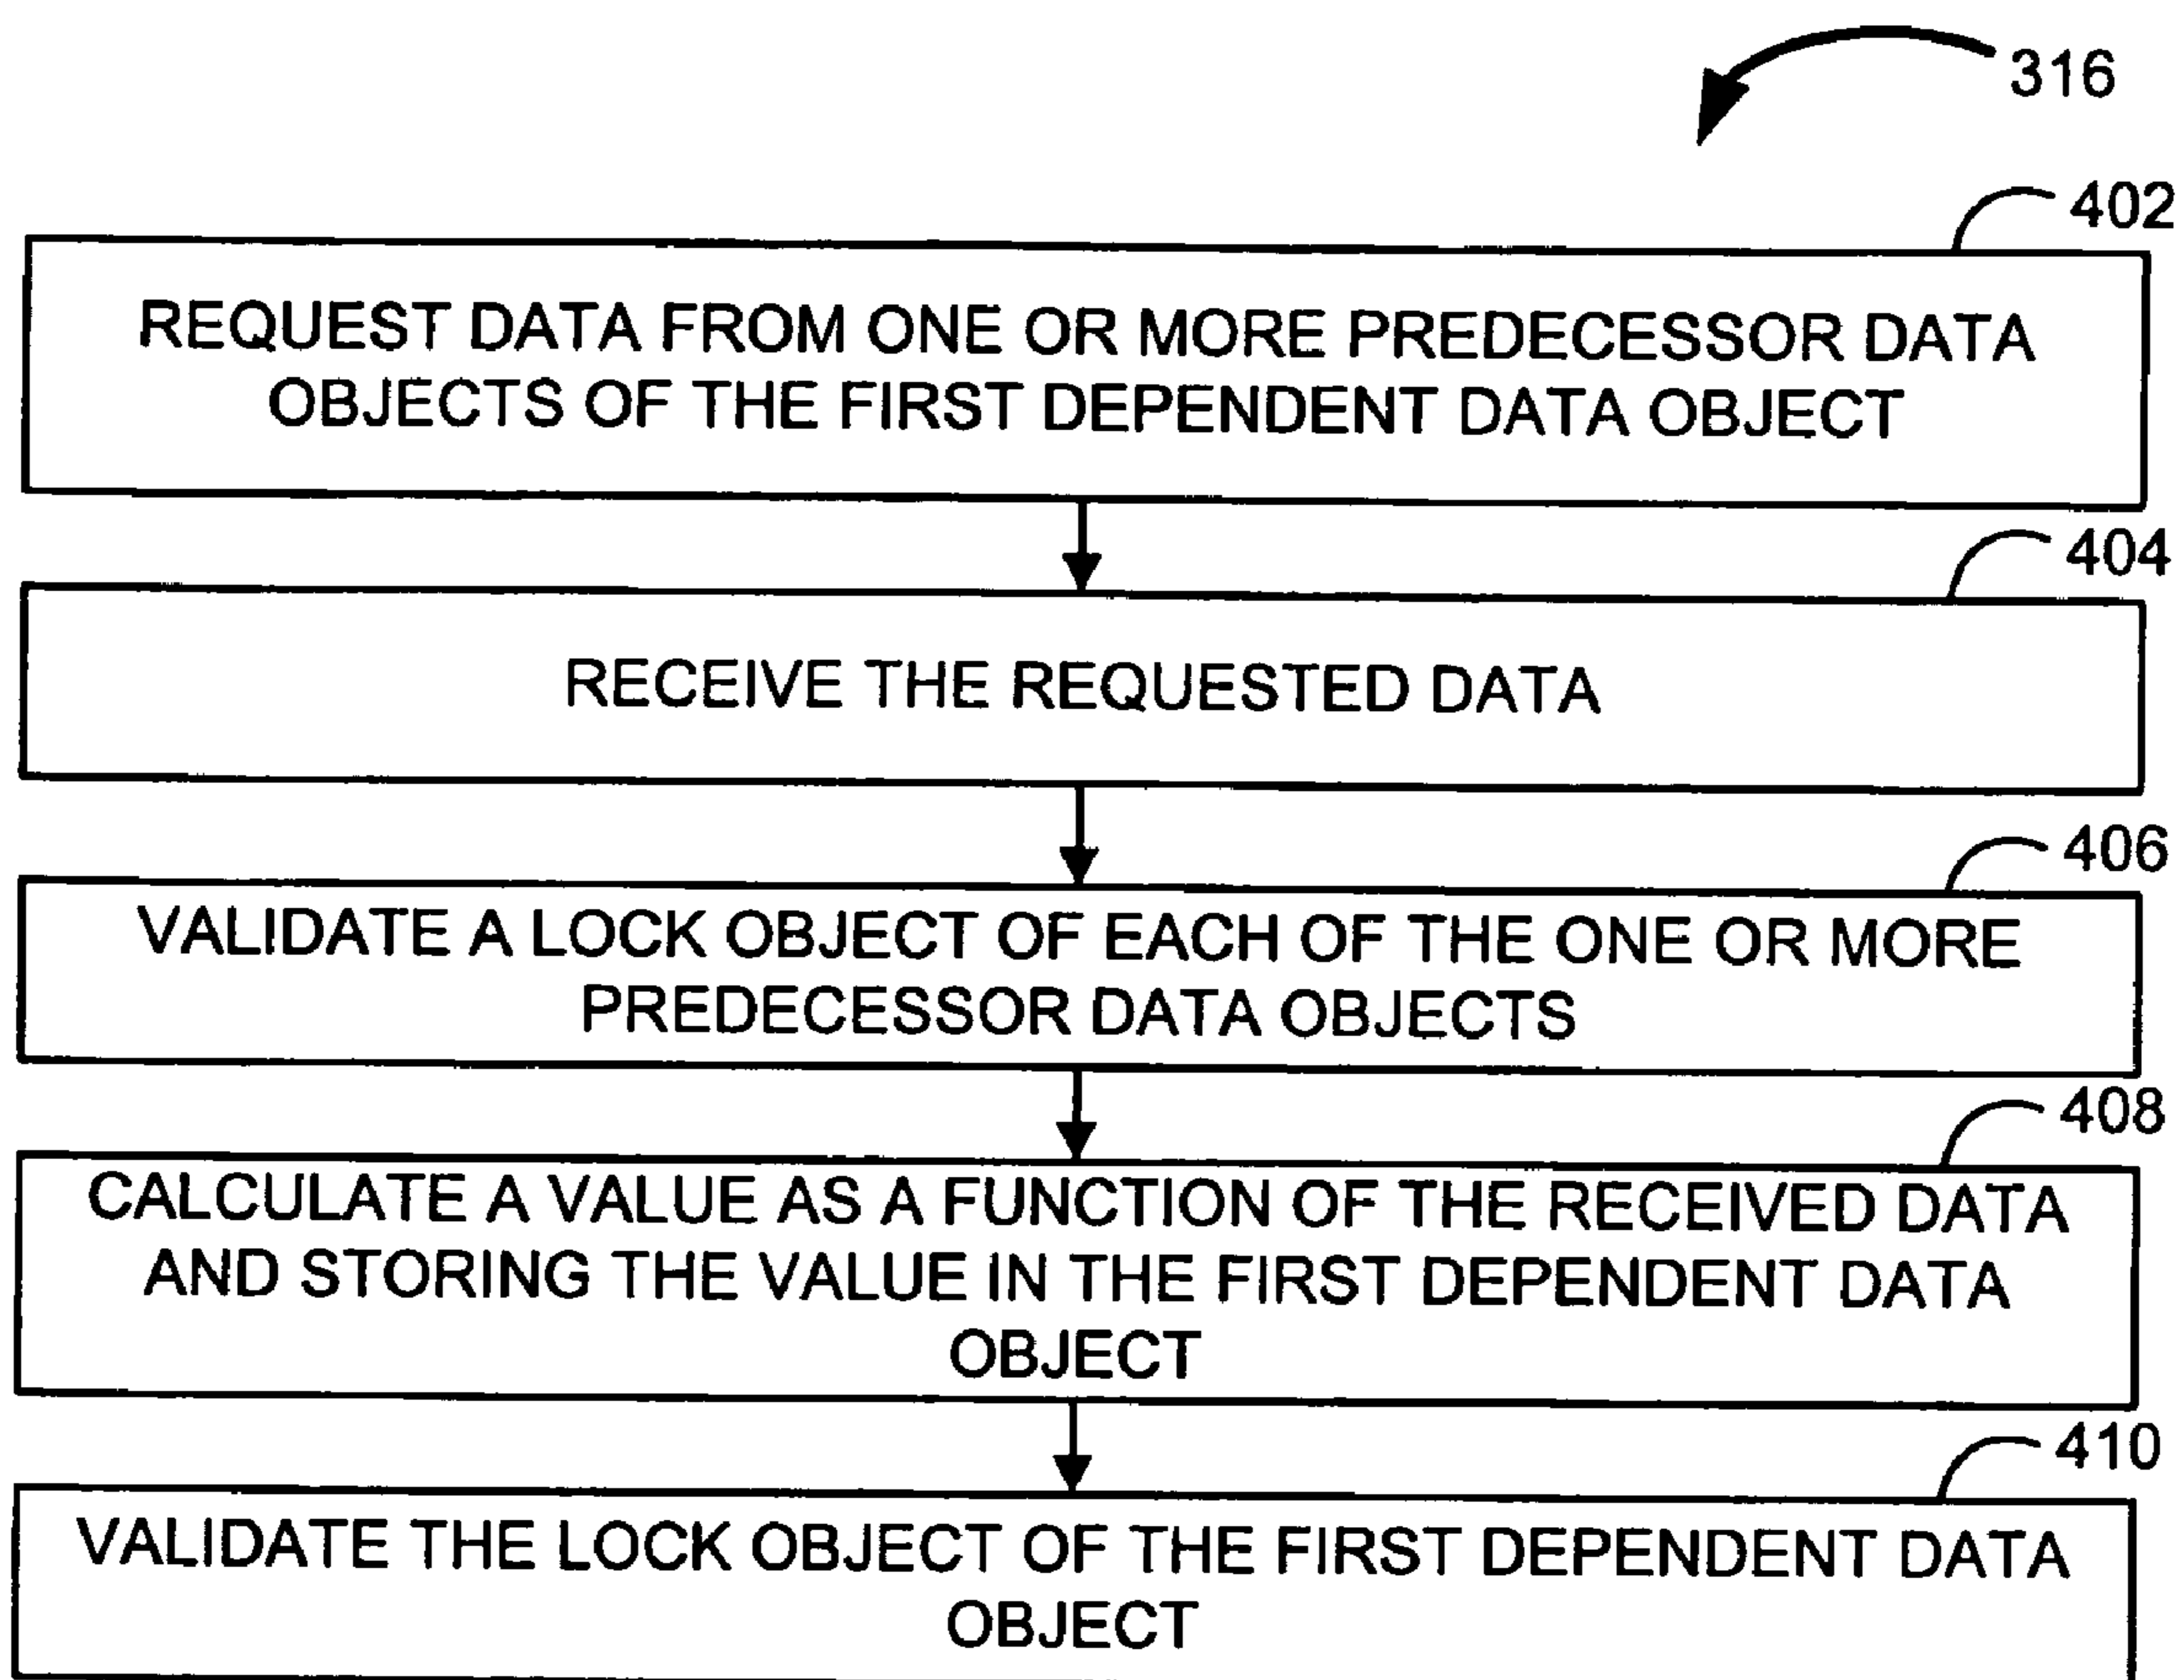 316
402
REQUEST DATA FROM ONE OR MORE PREDECESSOR DATA
OBJECTS OF THE FIRST DEPENDENT DATA OBJECT
404
RECEIVE THE REQUESTED DATA
406
VALIDATE A LOCK OBJECT OF EACH OF THE ONE OR MORE
PREDECESSOR DATA OBJECTS
408
CALCULATE A VALUE AS A FUNCTION OF THE RECEIVED DATA
AND STORING THE VALUE IN THE FIRST DEPENDENT DATA
OBJECT
410
VALIDATE THE LOCK OBJECT OF THE FIRST DEPENDENT DATA
OBJECT